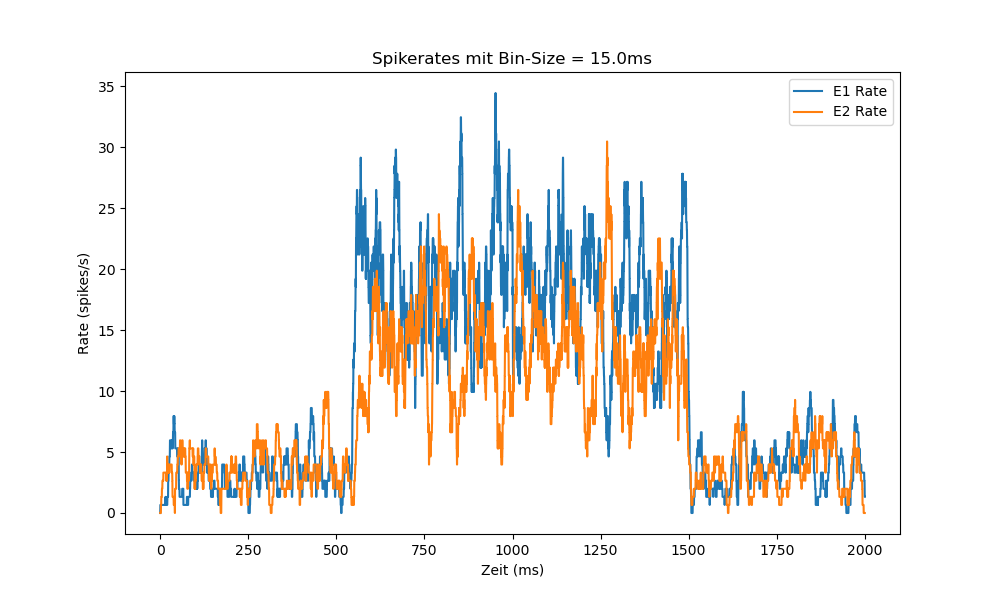 Spikerates mit Bin-Size = 15.0ms
E1 Rate
E2 Rate
Rate (spikes/s)
35
30
25
20
15
10
5
0
0 250 500 750 1000 1250 1500 1750 2000
Zeit (ms)